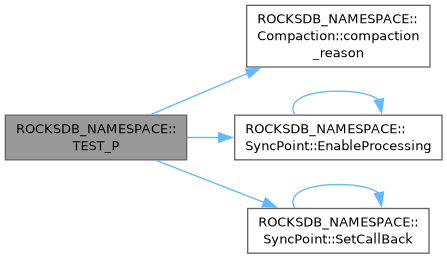 ROCKSDB_NAMESPACE::
TEST_P
ROCKSDB_NAMESPACE::
Compaction::compaction
_reason
ROCKSDB_NAMESPACE::
SyncPoint::EnableProcessing
ROCKSDB_NAMESPACE::
SyncPoint::SetCallBack